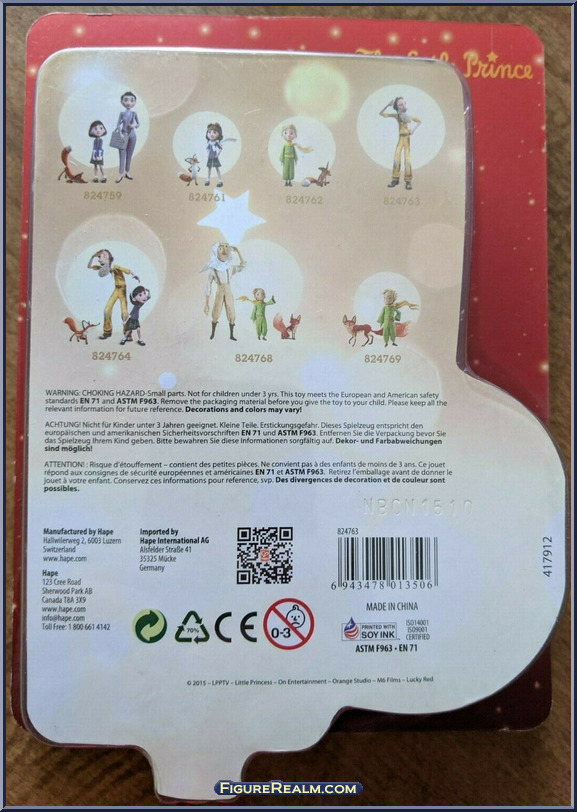 The Little Prince
824759
824761
824762
824763
824764
824768
824769
WARNING: CHOKING HAZARD-Small parts. Not for children under 3 yrs. This toy meets the European and American safety
standards EN 71 and ASTM F963. Remove the packaging material before you give the toy to your child. Please keep all the
relevant information for future reference. Decorations and colors may vary!
ACHTUNG! Nicht für Kinder unter 3 Jahren geeignet. Kleine Teile. Erstickungsgefahr. Dieses Spielzeug entspricht den
europäischen und amerikanischen Sicherheitsvorschriften EN 71 und ASTM F963. Entfernen Sie die Verpackung bevor Sie
das Spielzeug Ihrem Kind geben. Bitte bewahren Sie diese Informationen sorgfältig auf. Dekor- und Farbabweichungen
sind möglich!
ATTENTION! : Risque d'étouffement – contient des petites pièces. Ne convient pas à des enfants de moins de 3 ans. Ce jouet
répond aux consignes de sécurité européennes et américaines EN 71 et ASTM F963. Retirez l'emballage avant de donner le
jouet à votre enfant. Conservez ces informations pour reference, svp. Des divergences de decoration et de couleur sont
possibles.
Manufactured by Hape
Hallwilerweg 2, 6003 Luzern
Switzerland
www.hape.com
Hape
123 Cree Road
Sherwood Park AB
Canada T8A 3X9
www.hape.com
info@hape.com
Toll Free: 1 800 661 4142
Imported by
Hape International AG
Alsfelder Straße 41
35325 Mücke
Germany
824763
6 943478 013506
417912
MADE IN CHINA
70%
CE
0-3
PRINTED WITH
SOY INK
ISO14001
ISO9001
CERTIFIED
ASTM F963 • EN 71
© 2015 – LPPTV – Little Princess – On Entertainment – Orange Studio – M6 Films – Lucky Red
FigureRealm.com